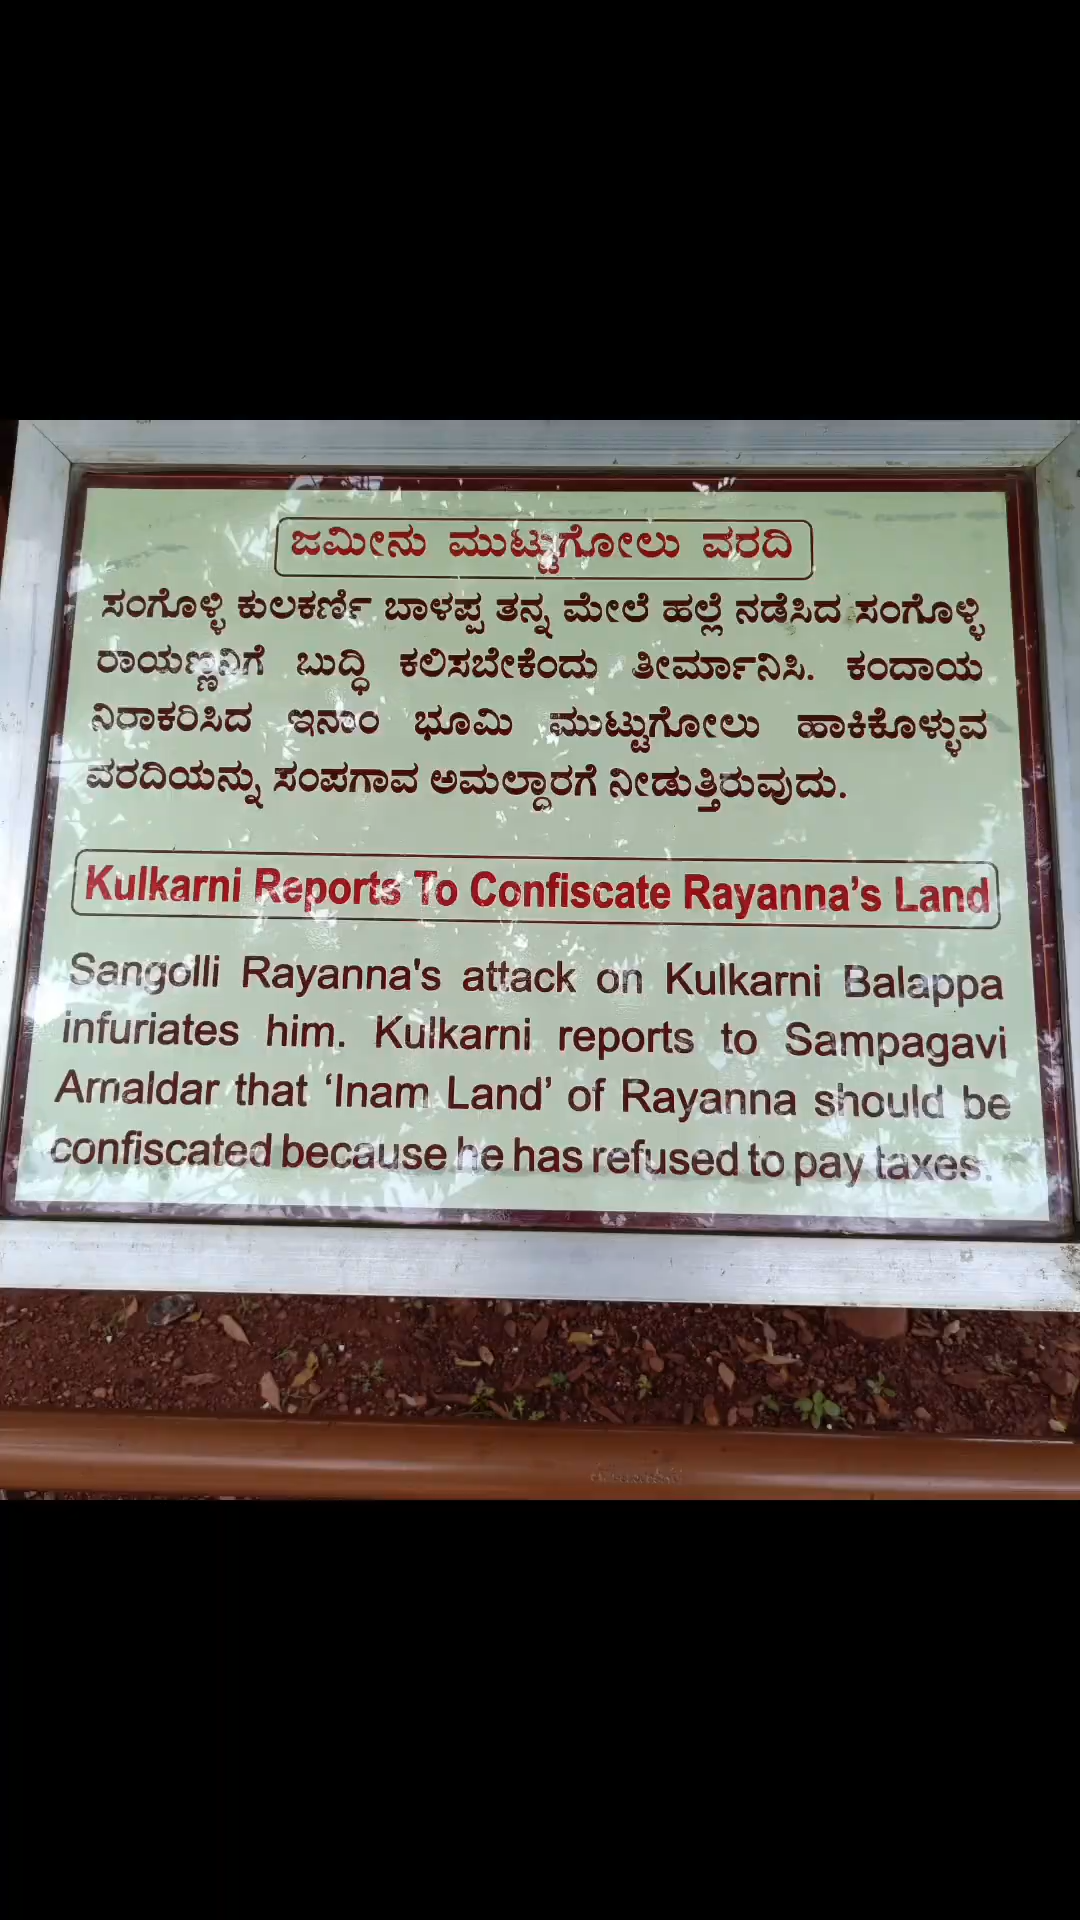 ಜಮೀನು ಮುಟ್ಟುಗೋಲು ವರದಿ
ಸಂಗೊಳ್ಳಿ ಕುಲಕರ್ಣಿ ಬಾಳಪ್ಪ ತನ್ನ ಮೇಲೆ ಹಲ್ಲೆ ನಡೆಸಿದ ಸಂಗೊಳ್ಳಿ
ರಾಯಣ್ಣನಿಗೆ ಬುದ್ಧಿ ಕಲಿಸಬೇಕೆಂದು ತೀರ್ಮಾನಿಸಿ. ಕಂದಾಯ
ನಿರಾಕರಿಸಿದ ಇನಾಂ ಭೂಮಿ ಮುಟ್ಟುಗೋಲು ಹಾಕಿಕೊಳ್ಳುವ
ವರದಿಯನ್ನು ಸಂಪಗಾವ ಅಮಲ್ದಾರಗೆ ನೀಡುತ್ತಿರುವುದು.
Kulkarni Reports To Confiscate Rayanna's Land
Sangolli Rayanna's attack on Kulkarni Balappa
infuriates him. Kulkarni reports to Sampagavi
Amaldar that ‘Inam Land’ of Rayanna should be
confiscated because he has refused to pay taxes.